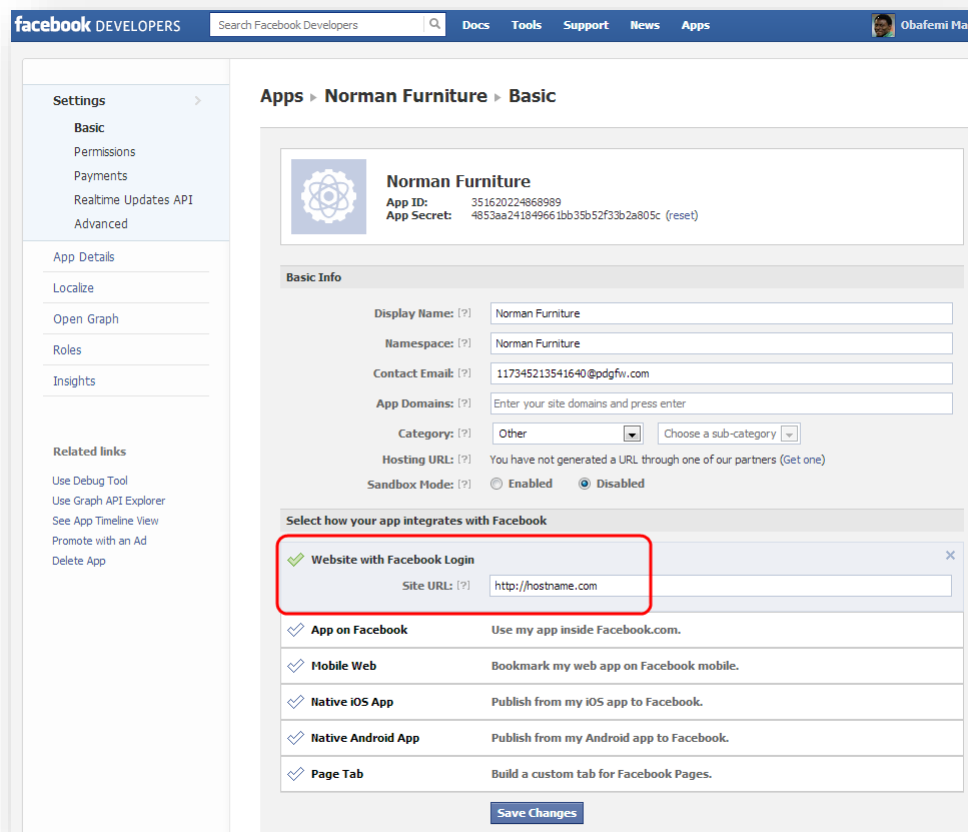 facebook DEVELOPERS
Search Facebook Developers
Docs Tools Support News Apps
Obafemi Ma
Settings
Basic
Permissions
Payments
Realtime Updates API
Advanced
App Details
Localize
Open Graph
Roles
Insights
Related links
Use Debug Tool
Use Graph API Explorer
See App Timeline View
Promote with an Ad
Delete App
Apps ▸ Norman Furniture ▸ Basic
Norman Furniture
App ID: 351620224868989
App Secret: 4853aa241849661bb35b52f33b2a805c (reset)
Basic Info
Display Name: [?] Norman Furniture
Namespace: [?] Norman Furniture
Contact Email: [?] 117345213541640@pdgfw.com
App Domains: [?] Enter your site domains and press enter
Category: [?] Other Choose a sub-category
Hosting URL: [?] You have not generated a URL through one of our partners (Get one)
Sandbox Mode: [?] Enabled Disabled
Select how your app integrates with Facebook
Website with Facebook Login
Site URL: [?] http://hostname.com
App on Facebook Use my app inside Facebook.com.
Mobile Web Bookmark my web app on Facebook mobile.
Native iOS App Publish from my iOS app to Facebook.
Native Android App Publish from my Android app to Facebook.
Page Tab Build a custom tab for Facebook Pages.
Save Changes